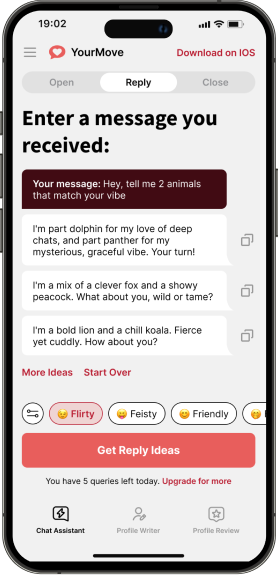 19:02
YourMove
Download on IOS
Open
Reply
Close
Enter a message you
received:
Your message: Hey, tell me 2 animals
that match your vibe
I'm part dolphin for my love of deep
chats, and part panther for my
mysterious, graceful vibe. Your turn!
I'm a mix of a clever fox and a showy
peacock. What about you, wild or tame?
I'm a bold lion and a chill koala. Fierce
yet cuddly. How about you?
More Ideas
Start Over
Flirty
Feisty
Friendly
Get Reply Ideas
You have 5 queries left today. Upgrade for more
Chat Assistant
Profile Writer
Profile Review